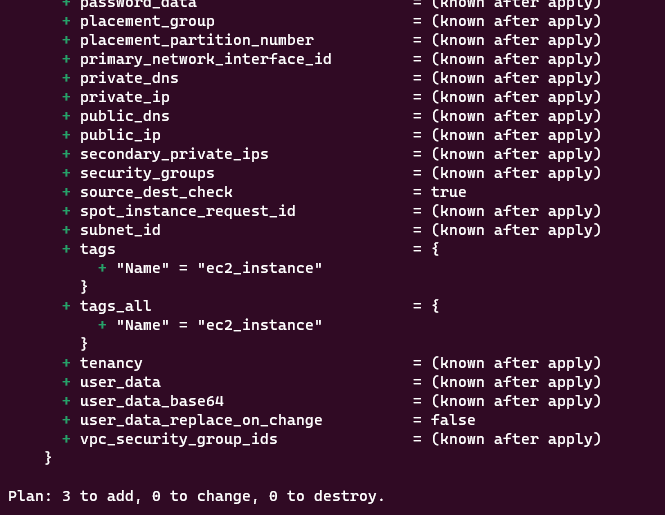 + password_data = (known after apply)
+ placement_group = (known after apply)
+ placement_partition_number = (known after apply)
+ primary_network_interface_id = (known after apply)
+ private_dns = (known after apply)
+ private_ip = (known after apply)
+ public_dns = (known after apply)
+ public_ip = (known after apply)
+ secondary_private_ips = (known after apply)
+ security_groups = (known after apply)
+ source_dest_check = true
+ spot_instance_request_id = (known after apply)
+ subnet_id = (known after apply)
+ tags = {
+ "Name" = "ec2_instance"
}
+ tags_all = {
+ "Name" = "ec2_instance"
}
+ tenancy = (known after apply)
+ user_data = (known after apply)
+ user_data_base64 = (known after apply)
+ user_data_replace_on_change = false
+ vpc_security_group_ids = (known after apply)
}
Plan: 3 to add, 0 to change, 0 to destroy.